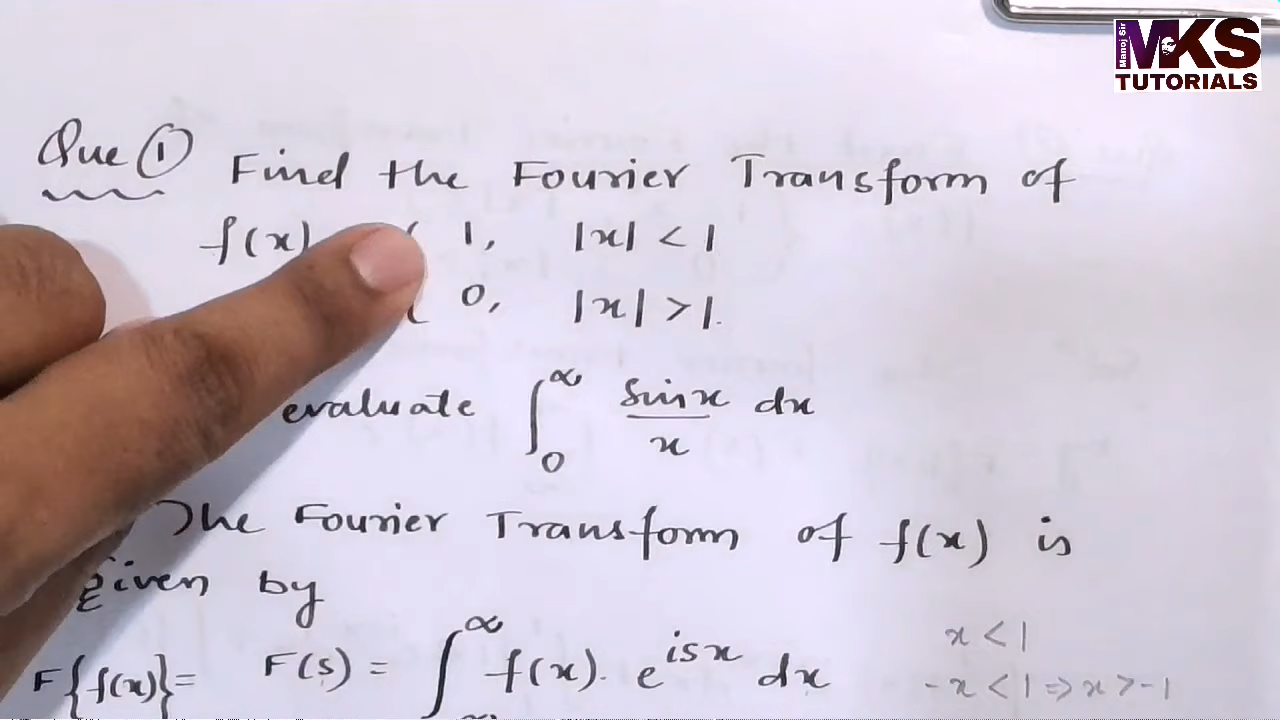 Manoj Sir
MKS
TUTORIALS
Que ① Find the Fourier Transform of
f(x) { 1, |x| < 1
0, |x| > 1.
evaluate ∫₀^∞ sinx/x dx
The Fourier Transform of f(x) is
given by
F{f(x)} = F(s) = ∫^∞ f(x). e^{isx} dx
x < 1
-x < 1 ⇒ x > -1